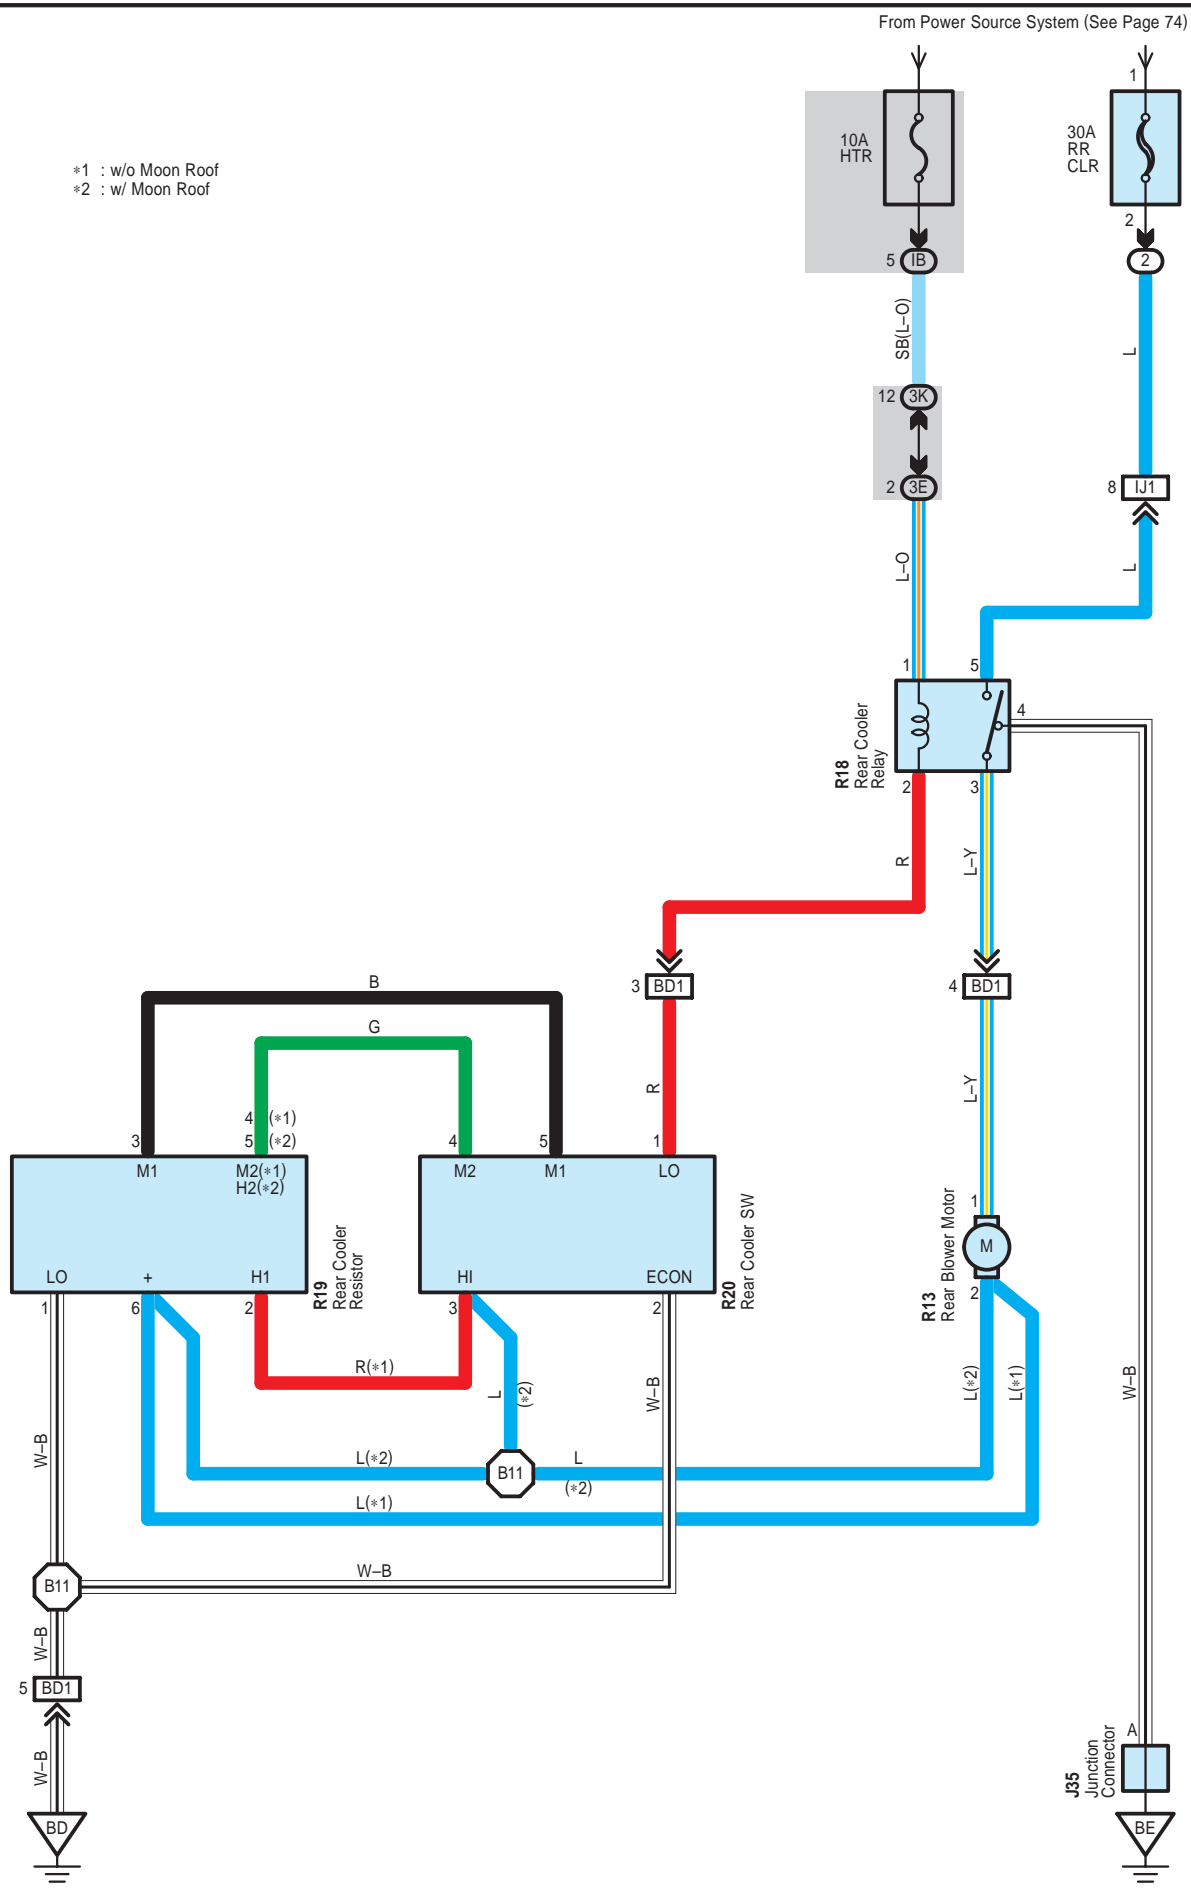 From Power Source System (See Page 74)
∗1 : w/o Moon Roof
∗2 : w/ Moon Roof
10A
HTR
1
30A
RR
CLR
2
5 IB
2
SB(L–O)
L
12 3K
2 3E
8 IJ1
L–O
L
1
5
4
R18
Rear Cooler
Relay
2
3
R
L–Y
3 BD1
4 BD1
B
G
R
L–Y
4 (∗1)
5 (∗2)
3
4
5
1
M1
M2(∗1)
H2(∗2)
M2
M1
LO
1
M
LO
+
H1
HI
ECON
R19
Rear Cooler
Resistor
R20
Rear Cooler SW
R13
Rear Blower Motor
1
6
2
3
2
2
R(∗1)
L
(∗2)
W–B
L(∗2)
L(∗1)
W–B
W–B
L(∗2)
B11
L
(∗2)
L(∗1)
W–B
B11
W–B
5 BD1
W–B
BD
A
J35
Junction
Connector
BE